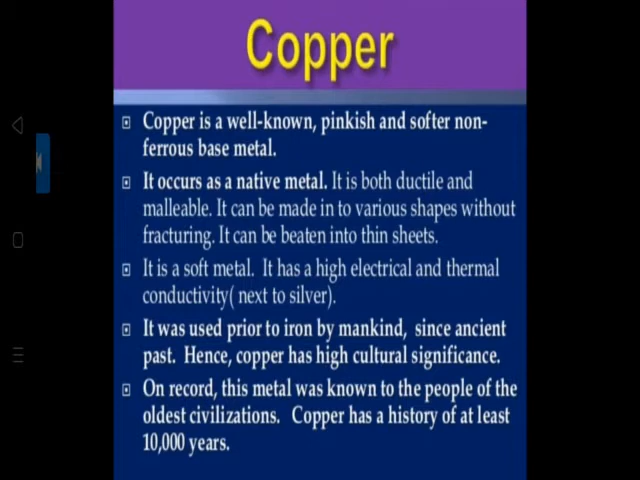 Copper
Copper is a well-known, pinkish and softer non-
ferrous base metal.
It occurs as a native metal. It is both ductile and
malleable. It can be made in to various shapes without
fracturing. It can be beaten into thin sheets.
It is a soft metal. It has a high electrical and thermal
conductivity( next to silver).
It was used prior to iron by mankind, since ancient
past. Hence, copper has high cultural significance.
On record, this metal was known to the people of the
oldest civilizations. Copper has a history of at least
10,000 years.